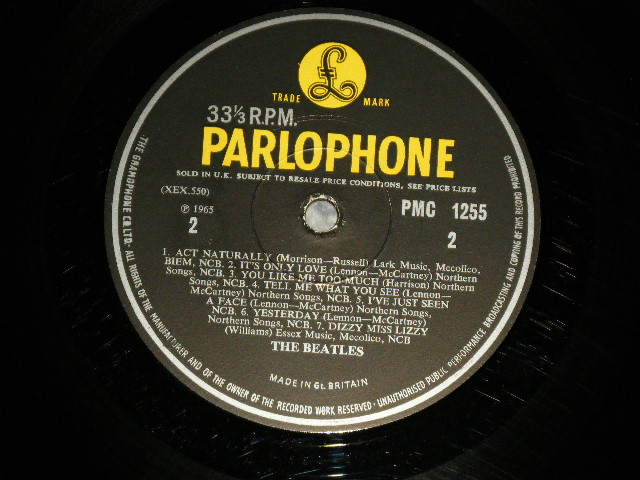 £
TRADE MARK
33⅓ R.P.M.
PARLOPHONE
SOLD IN U.K. SUBJECT TO RESALE PRICE CONDITIONS, SEE PRICE LISTS
(XEX.550)
PMC 1255
℗ 1965
2
2
1. ACT NATURALLY (Morrison—Russell) Lark Music, Mecolico,
BIEM, NCB. 2. IT'S ONLY LOVE (Lennon—McCartney) Northern
Songs, NCB. 3. YOU LIKE ME TOO MUCH (Harrison) Northern
Songs, NCB. 4. TELL ME WHAT YOU SEE (Lennon—
McCartney) Northern Songs, NCB. 5. I'VE JUST SEEN
A FACE (Lennon—McCartney) Northern Songs,
NCB. 6. YESTERDAY (Lennon—McCartney)
Northern Songs, NCB. 7. DIZZY MISS LIZZY
(Williams) Essex Music, Mecolico, NCB
THE BEATLES
MADE IN GT. BRITAIN
THE GRAMOPHONE CO. LTD. ALL RIGHTS OF THE MANUFACTURER AND OF THE OWNER OF THE RECORDED WORK RESERVED · UNAUTHORISED PUBLIC PERFORMANCE BROADCASTING AND COPYING OF THIS RECORD PROHIBITED